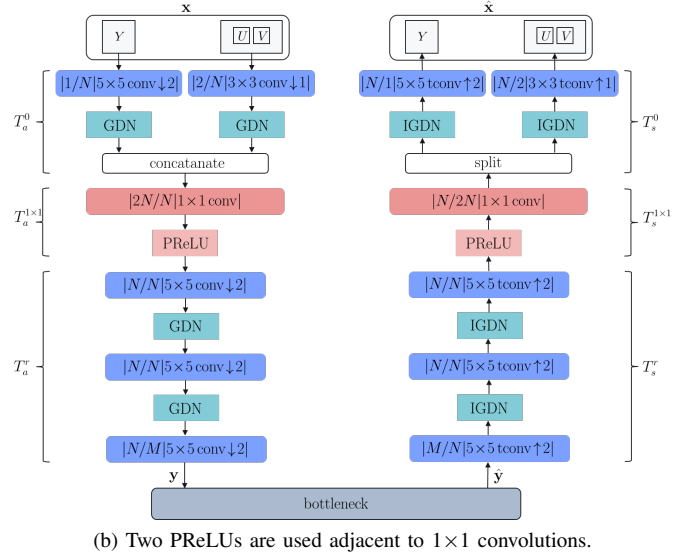 x x̂
Y U V Y U V
|1/N|5×5 conv↓2| |2/N|3×3 conv↓1| |N/1|5×5 tconv↑2| |N/2|3×3 tconv↑1|
T_a^0 GDN GDN IGDN IGDN T_s^0
concatanate split
T_a^{1×1} |2N/N|1×1 conv| |N/2N|1×1 conv| T_s^{1×1}
PReLU PReLU
|N/N|5×5 conv↓2| |N/N|5×5 tconv↑2|
GDN IGDN
T_a^r |N/N|5×5 conv↓2| |N/N|5×5 tconv↑2| T_s^r
GDN IGDN
|N/M|5×5 conv↓2| |M/N|5×5 tconv↑2|
y ŷ
bottleneck
(b) Two PReLUs are used adjacent to 1×1 convolutions.